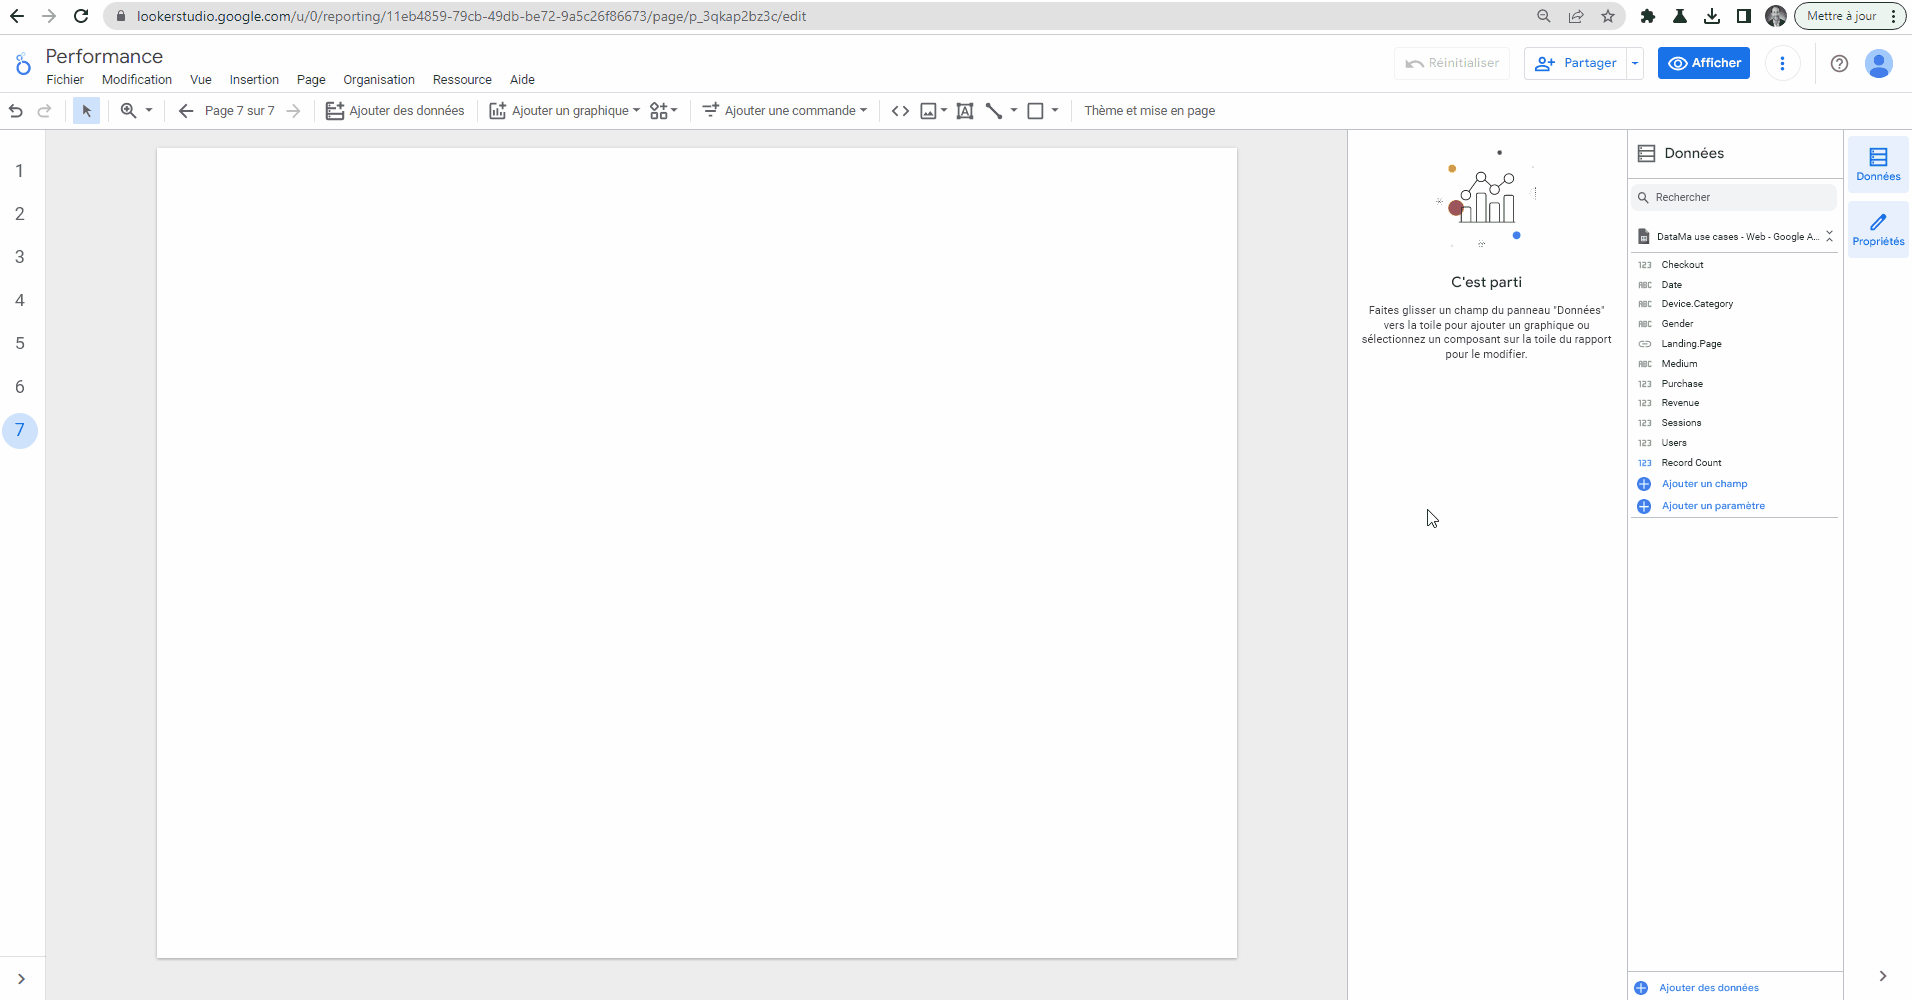 lookerstudio.google.com/u/0/reporting/11eb4859-79cb-49db-be72-9a5c26f86673/page/p_3qkap2bz3c/edit
Mettre à jour
Performance
Fichier Modification Vue Insertion Page Organisation Ressource Aide
Réinitialiser
Partager
Afficher
Page 7 sur 7
Ajouter des données
Ajouter un graphique
Ajouter une commande
Thème et mise en page
1
2
3
4
5
6
7
C'est parti
Faites glisser un champ du panneau "Données"
vers la toile pour ajouter un graphique ou
sélectionnez un composant sur la toile du rapport
pour le modifier.
Données
Rechercher
DataMa use cases - Web - Google A...
123 Checkout
ABC Date
ABC Device.Category
ABC Gender
Landing.Page
ABC Medium
123 Purchase
123 Revenue
123 Sessions
123 Users
123 Record Count
Ajouter un champ
Ajouter un paramètre
Ajouter des données
Données
Propriétés